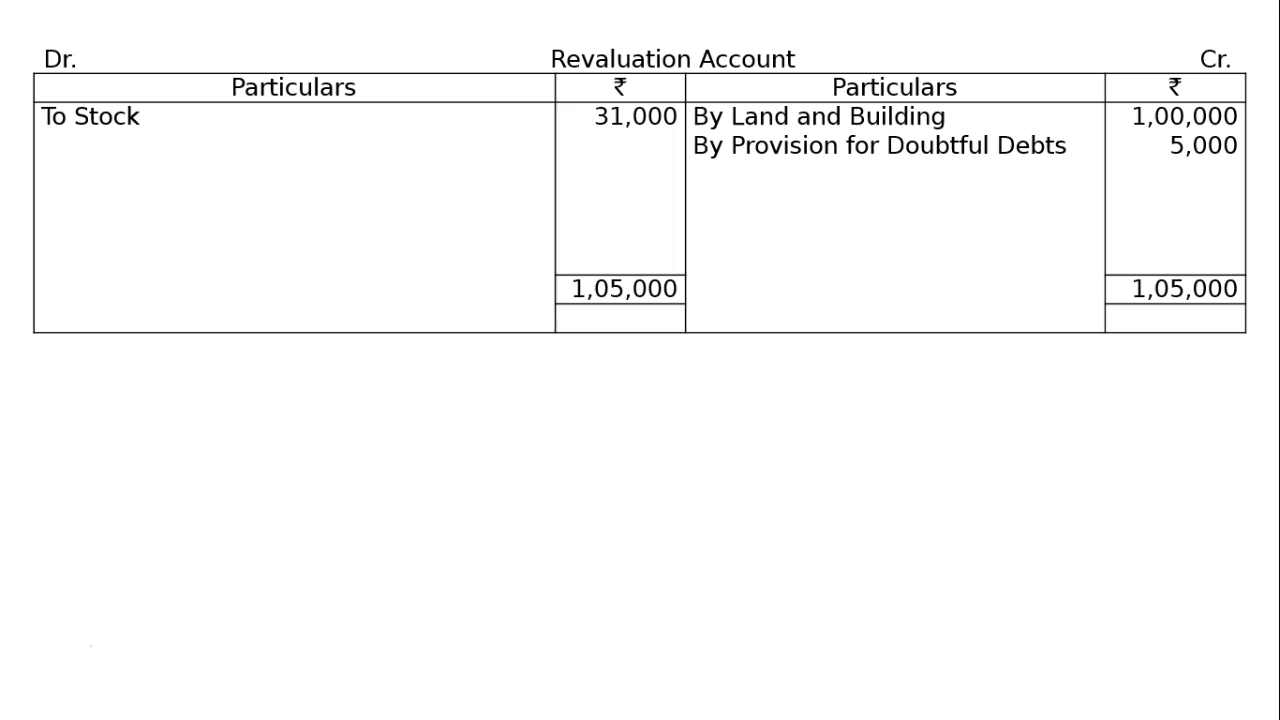 Dr. Revaluation Account Cr.
Particulars ₹ Particulars ₹
To Stock 31,000 By Land and Building 1,00,000
By Provision for Doubtful Debts 5,000
1,05,000 1,05,000